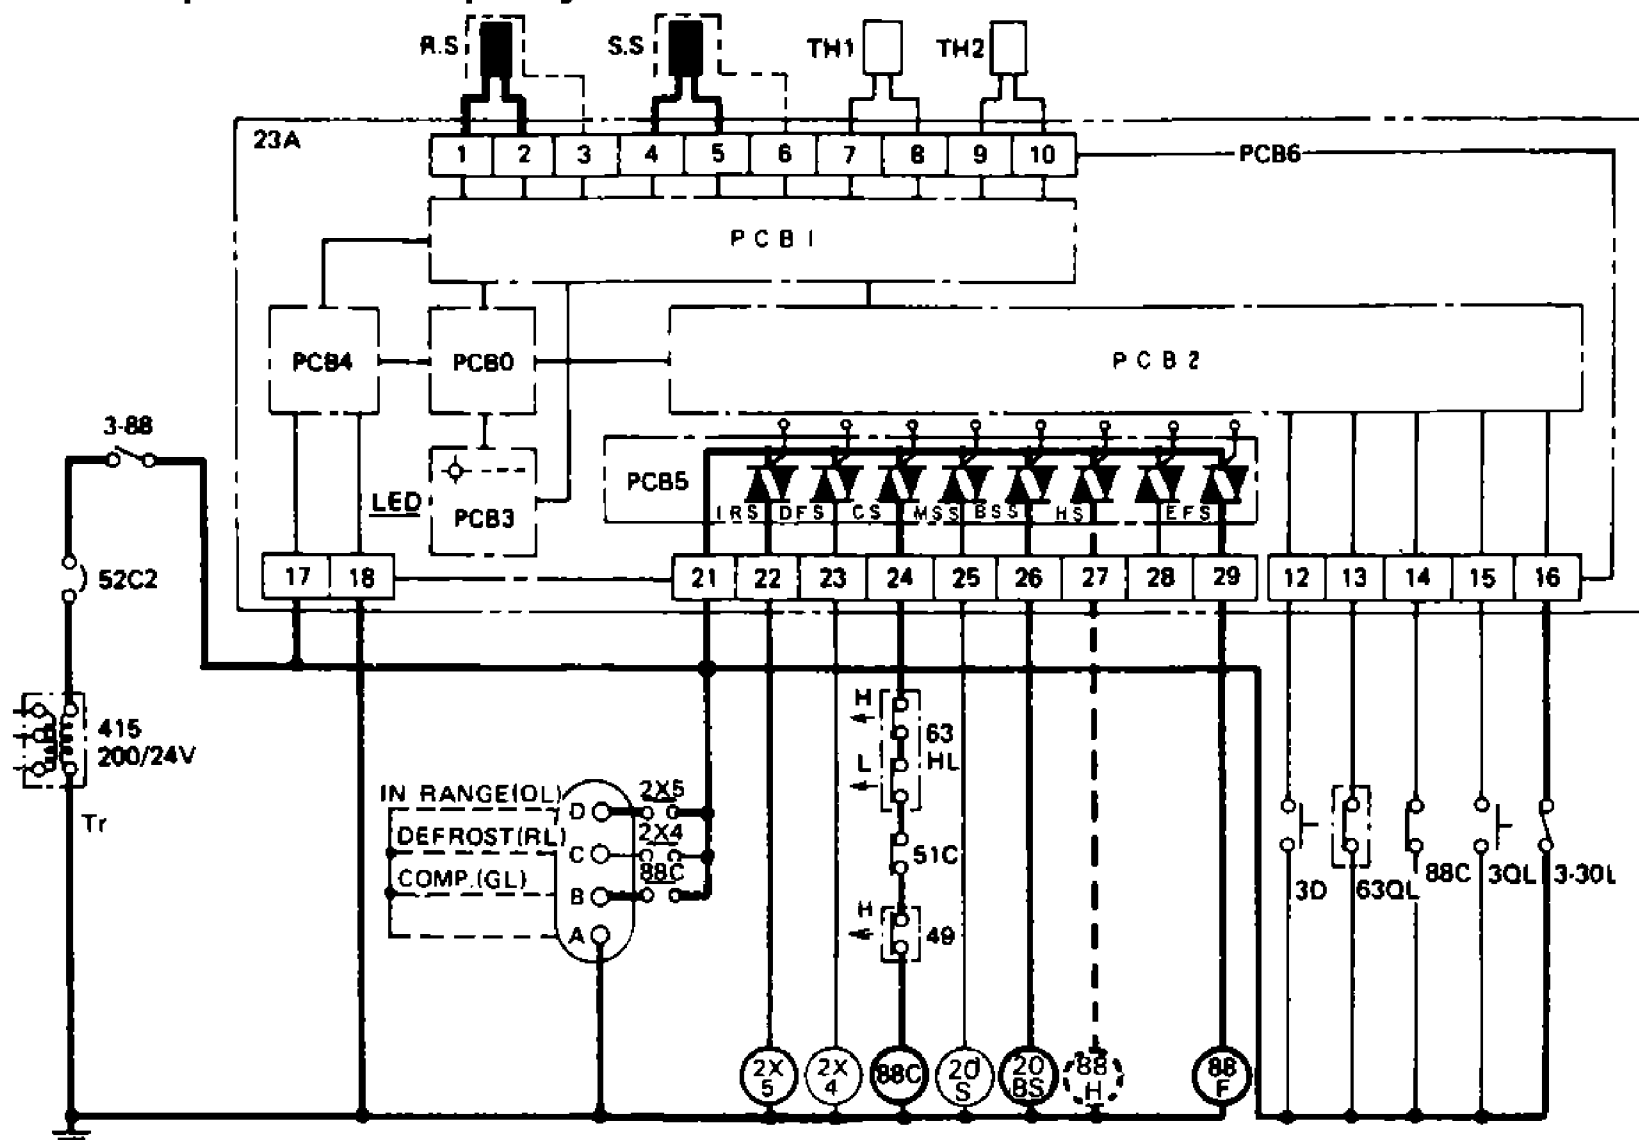 R.S
S.S
TH1
TH2
23A
1 2 3 4 5 6 7 8 9 10
PCB6
PCB1
PCB4
PCB0
PCB2
3-88
PCB5
LED
PCB3
IRS DFS CS MSS BSS HS EFS
52C2
17 18
21 22 23 24 25 26 27 28 29
12 13 14 15 16
415
200/24V
Tr
H
L
63
HL
IN RANGE(OL)
D
2X5
DEFROST(RL)
C
2X4
COMP.(GL)
B
88C
A
51C
H
49
3D
63QL
88C
3QL
3-30L
2X
5
2X
4
88C
20
S
20
BS
88
H
88
F